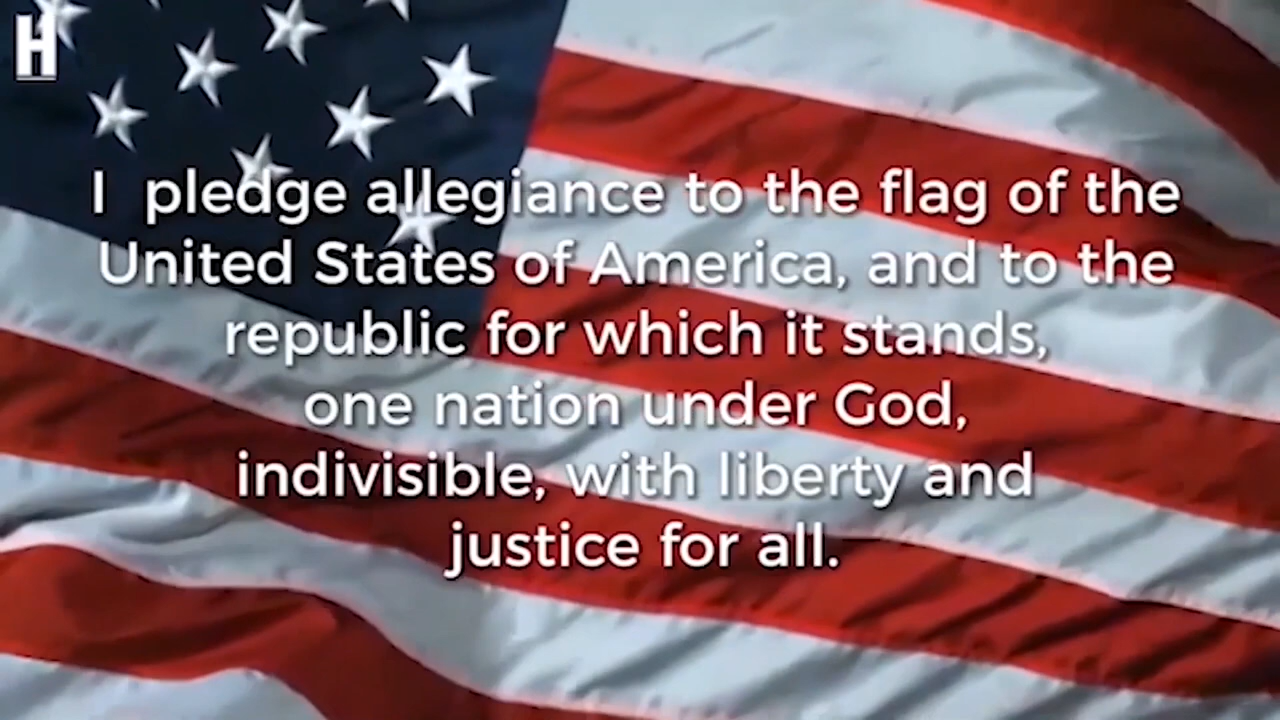 H
I pledge allegiance to the flag of the
United States of America, and to the
republic for which it stands,
one nation under God,
indivisible, with liberty and
justice for all.